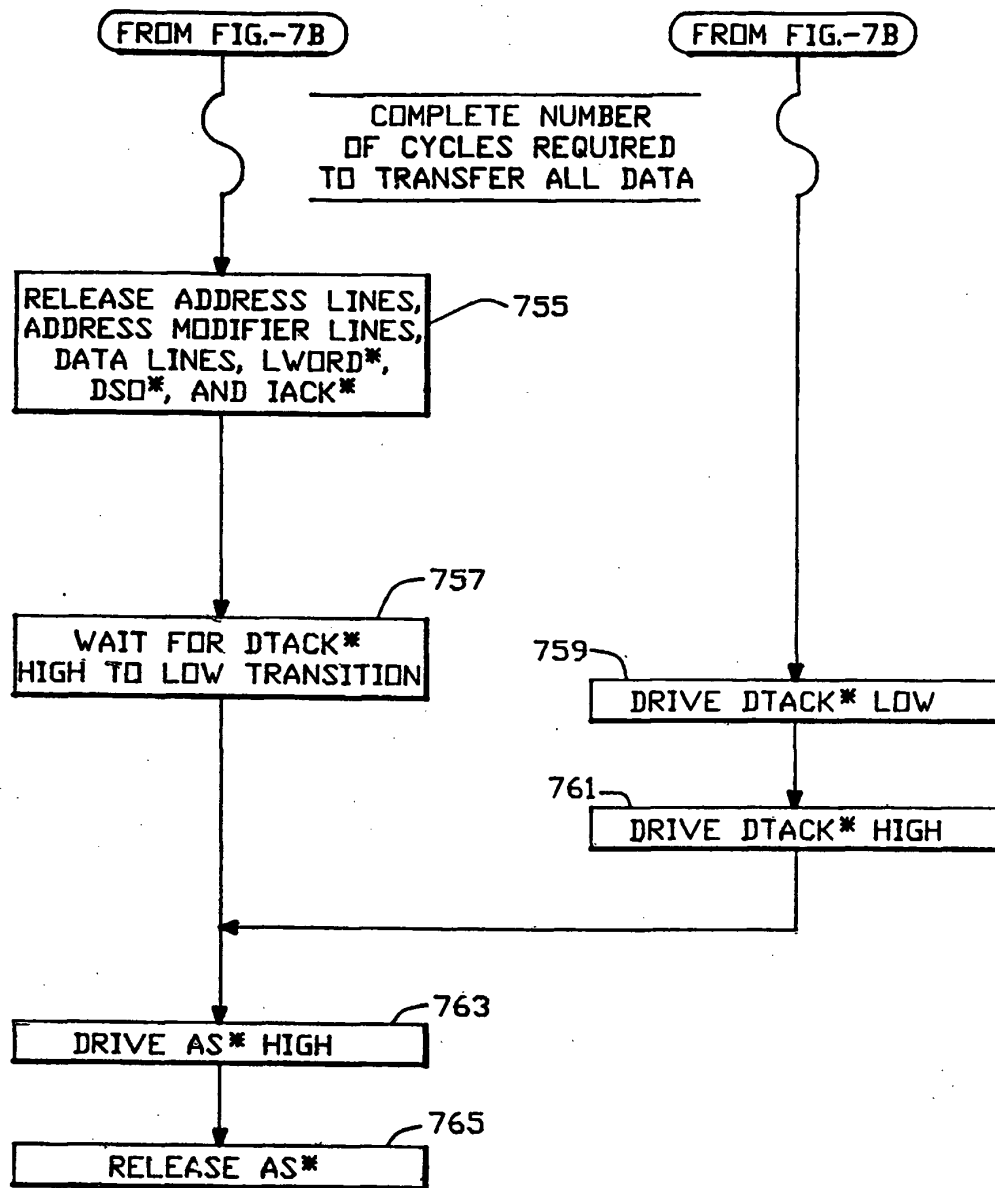 FROM FIG.-7B
FROM FIG.-7B
COMPLETE NUMBER
OF CYCLES REQUIRED
TO TRANSFER ALL DATA
RELEASE ADDRESS LINES,
ADDRESS MODIFIER LINES,
DATA LINES, LWORD*,
DSO*, AND IACK*
755
757
WAIT FOR DTACK*
HIGH TO LOW TRANSITION
759
DRIVE DTACK* LOW
761
DRIVE DTACK* HIGH
763
DRIVE AS* HIGH
765
RELEASE AS*